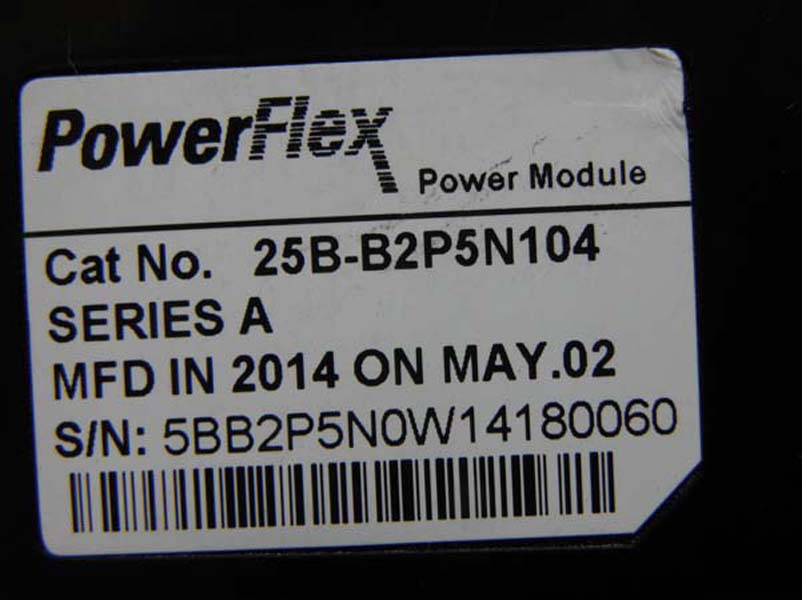 PowerFlex
Power Module
Cat No. 25B-B2P5N104
SERIES A
MFD IN 2014 ON MAY.02
S/N: 5BB2P5N0W14180060